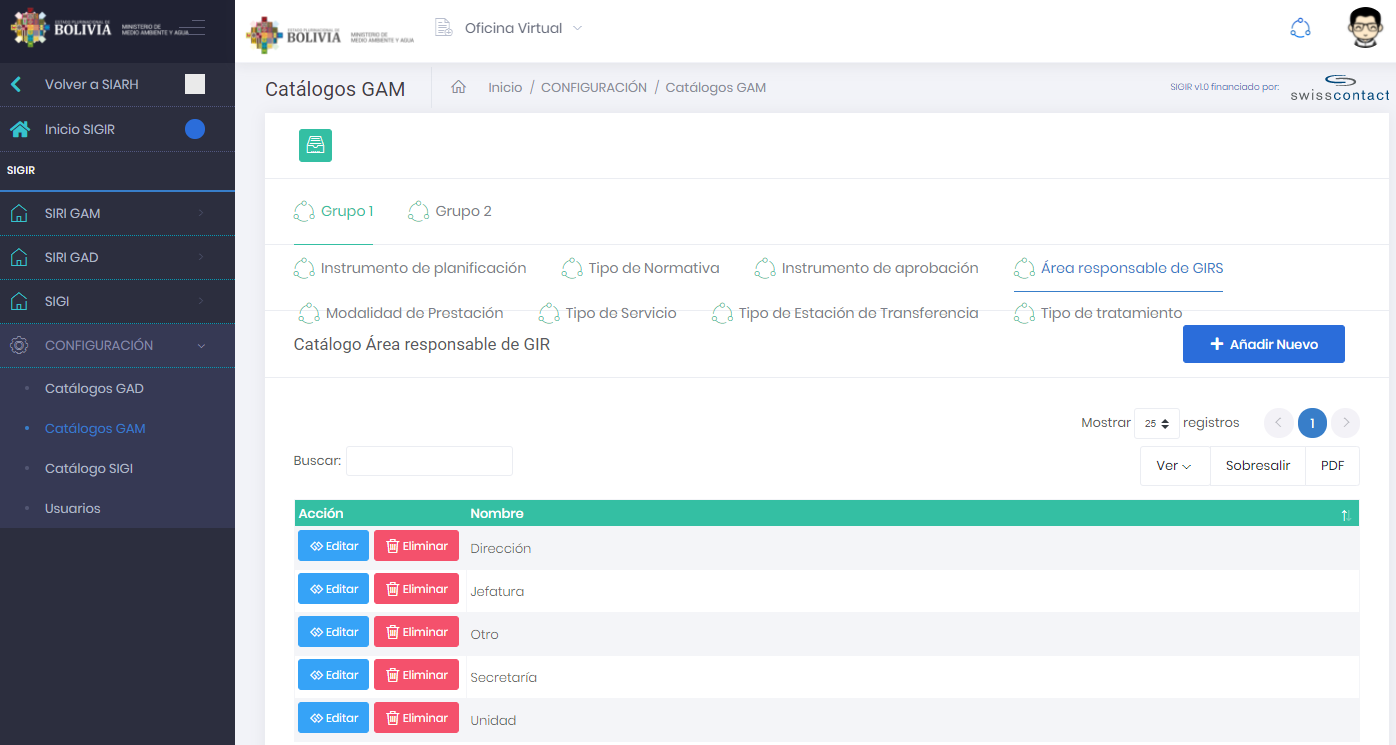 ESTADO PLURINACIONAL DE
BOLIVIA
MINISTERIO DE
MEDIO AMBIENTE Y AGUA
Volver a SIARH
Inicio SIGIR
SIGIR
SIRI GAM
SIRI GAD
SIGI
CONFIGURACIÓN
Catálogos GAD
Catálogos GAM
Catálogo SIGI
Usuarios
ESTADO PLURINACIONAL DE
BOLIVIA
MINISTERIO DE
MEDIO AMBIENTE Y AGUA
Oficina Virtual
Catálogos GAM
Inicio / CONFIGURACIÓN / Catálogos GAM
SIGIR v1.0 financiado por:
swisscontact
Grupo 1 Grupo 2
Instrumento de planificación Tipo de Normativa Instrumento de aprobación Área responsable de GIRS
Modalidad de Prestación Tipo de Servicio Tipo de Estación de Transferencia Tipo de tratamiento
Catálogo Área responsable de GIR
Añadir Nuevo
Mostrar 25 registros 1
Buscar:
Ver Sobresalir PDF
Acción Nombre
Editar Eliminar Dirección
Editar Eliminar Jefatura
Editar Eliminar Otro
Editar Eliminar Secretaría
Editar Eliminar Unidad